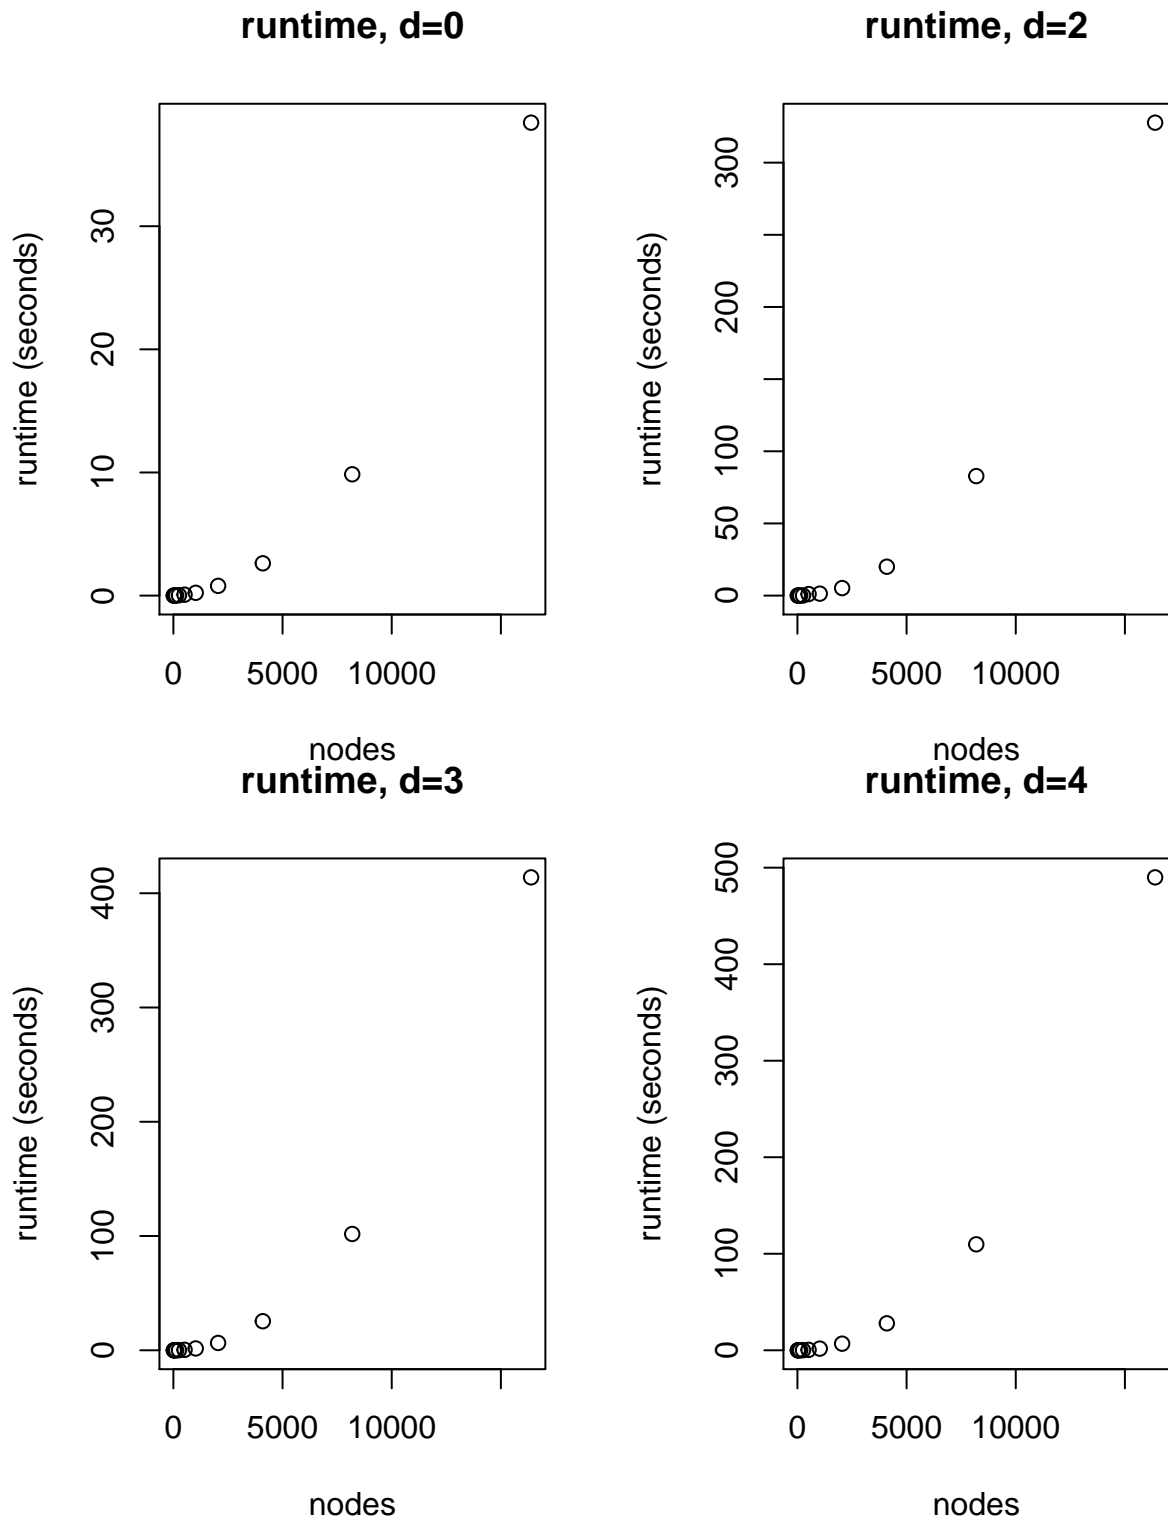 runtime, d=0
runtime (seconds)
0 10 20 30
0 5000 10000
nodes
runtime, d=2
runtime (seconds)
0 50 100 200 300
0 5000 10000
nodes
runtime, d=3
runtime (seconds)
0 100 200 300 400
0 5000 10000
nodes
runtime, d=4
runtime (seconds)
0 100 200 300 400 500
0 5000 10000
nodes